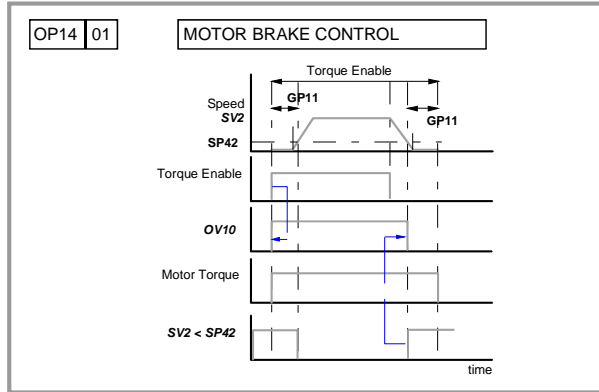 OP14 01 MOTOR BRAKE CONTROL
Torque Enable
GP11
Speed
SV2
GP11
SP42
Torque Enable
OV10
Motor Torque
SV2 < SP42
time